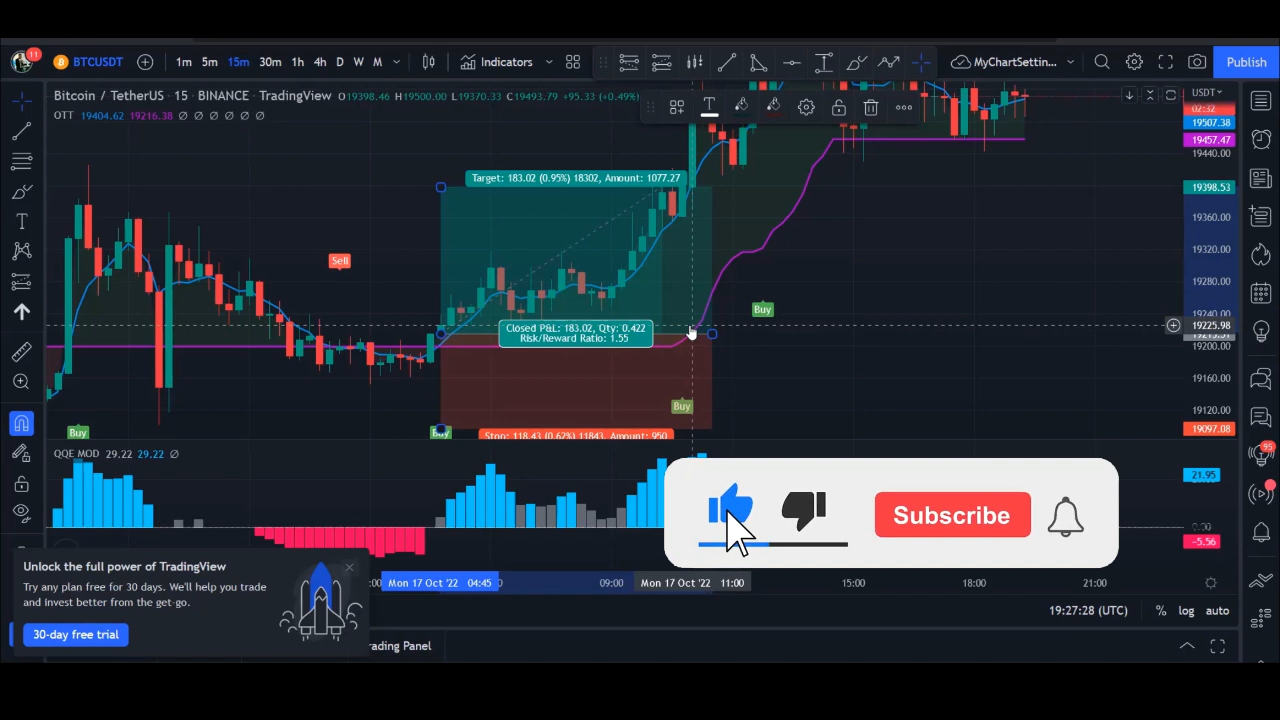 11
BTCUSDT
1m 5m 15m 30m 1h 4h D W M
Indicators
MyChartSettin...
Publish
Bitcoin / TetherUS · 15 · BINANCE · TradingView O19398.46 H19500.00 L19370.33 C19493.79 +95.33 (+0.49%)
USDT
02:32
OTT 19404.62 19216.38 Ø Ø Ø Ø Ø Ø
19507.38
19457.47
19440.00
Target: 183.02 (0.95%) 18302, Amount: 1077.27
19398.53
19360.00
Sell
19320.00
19280.00
Buy
19240.00
Closed P&L: 183.02, Qty: 0.422
Risk/Reward Ratio: 1.55
19225.98
19200.00
19160.00
Buy
19120.00
Buy
Buy
Stop: 118.43 (0.62%) 11843, Amount: 950
19097.08
QQE MOD 29.22 29.22 Ø
95
21.95
Subscribe
0.00
−5.56
Unlock the full power of TradingView
Try any plan free for 30 days. We'll help you trade
and invest better from the get-go.
30-day free trial
Mon 17 Oct '22 04:45
09:00
Mon 17 Oct '22 11:00
15:00
18:00
21:00
19:27:28 (UTC)
%
log
auto
rading Panel